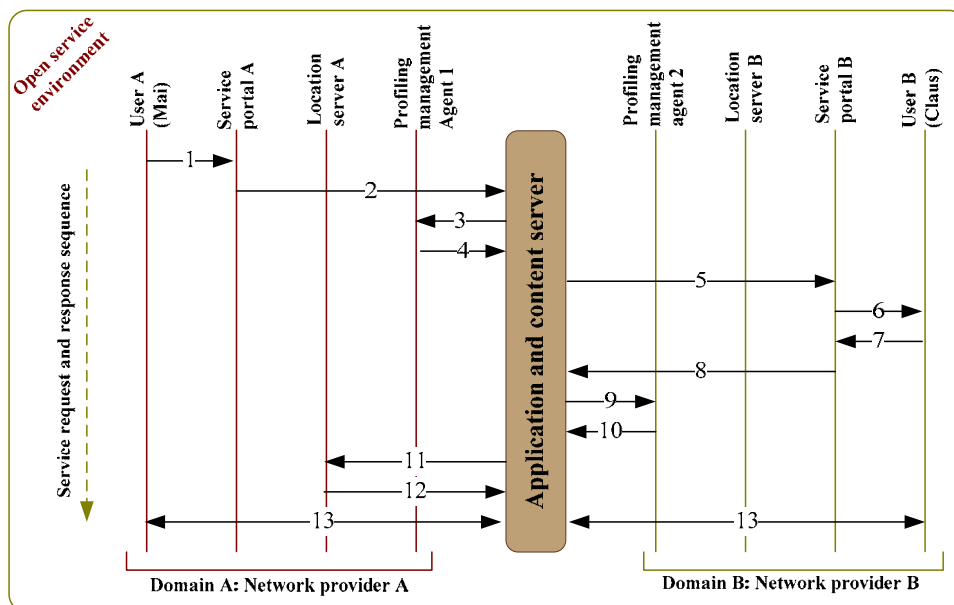 Open service
environment
User A
(Mai)
Service
portal A
Location
server A
Profiling
management
Agent 1
Profiling
management
agent 2
Location
server B
Service
portal B
User B
(Claus)
Service request and response sequence
Application and content server
1
2
3
4
5
6
7
8
9
10
11
12
13
13
Domain A: Network provider A
Domain B: Network provider B